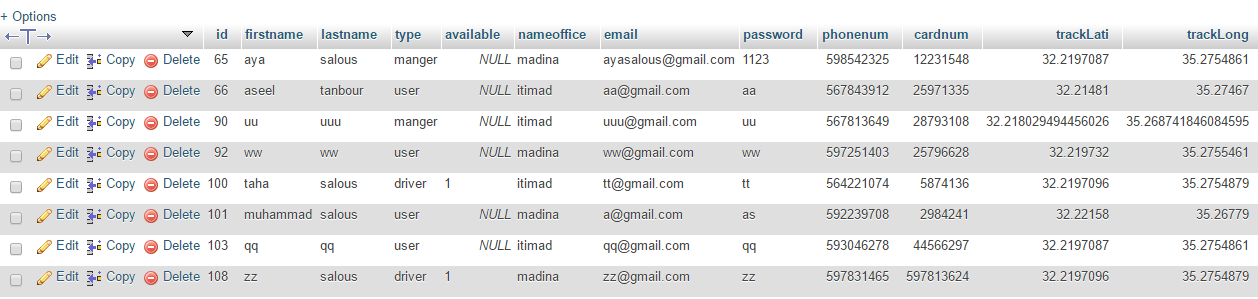 + Options
←T→ id firstname lastname type available nameoffice email password phonenum cardnum trackLati trackLong
Edit Copy Delete 65 aya salous manger NULL madina ayasalous@gmail.com 1123 598542325 12231548 32.2197087 35.2754861
Edit Copy Delete 66 aseel tanbour user NULL itimad aa@gmail.com aa 567843912 25971335 32.21481 35.27467
Edit Copy Delete 90 uu uuu manger NULL itimad uuu@gmail.com uu 567813649 28793108 32.218029494456026 35.268741846084595
Edit Copy Delete 92 ww ww user NULL madina ww@gmail.com ww 597251403 25796628 32.219732 35.2755461
Edit Copy Delete 100 taha salous driver 1 itimad tt@gmail.com tt 564221074 5874136 32.2197096 35.2754879
Edit Copy Delete 101 muhammad salous user NULL madina a@gmail.com as 592239708 2984241 32.22158 35.26779
Edit Copy Delete 103 qq qq user NULL itimad qq@gmail.com qq 593046278 44566297 32.2197087 35.2754861
Edit Copy Delete 108 zz salous driver 1 madina zz@gmail.com zz 597831465 597813624 32.2197096 35.2754879